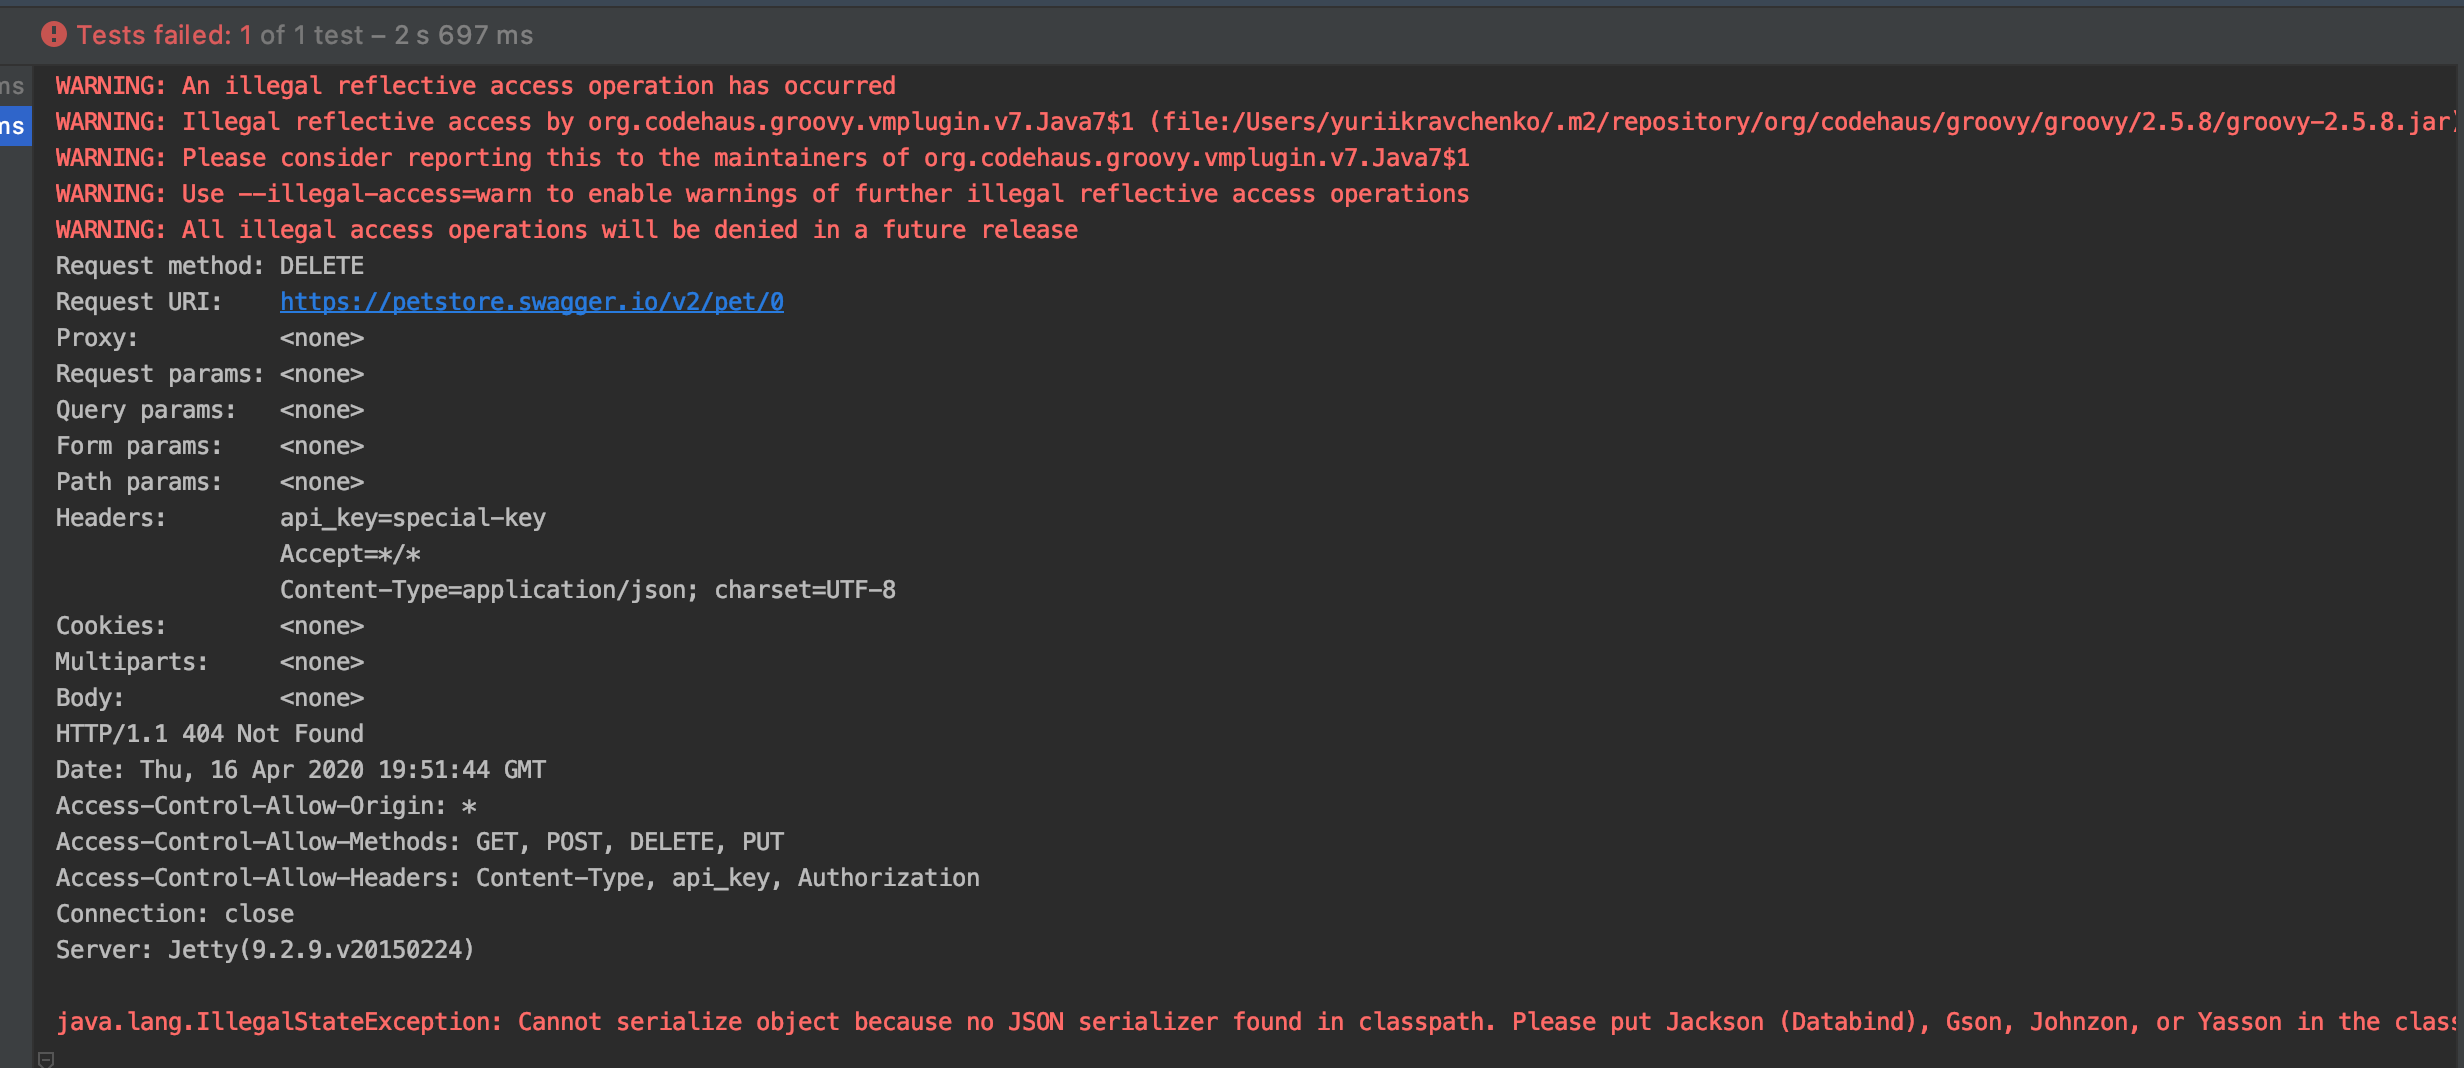 Tests failed: 1 of 1 test – 2 s 697 ms
ms
ms
WARNING: An illegal reflective access operation has occurred
WARNING: Illegal reflective access by org.codehaus.groovy.vmplugin.v7.Java7$1 (file:/Users/yuriikravchenko/.m2/repository/org/codehaus/groovy/groovy/2.5.8/groovy-2.5.8.jar)
WARNING: Please consider reporting this to the maintainers of org.codehaus.groovy.vmplugin.v7.Java7$1
WARNING: Use --illegal-access=warn to enable warnings of further illegal reflective access operations
WARNING: All illegal access operations will be denied in a future release
Request method: DELETE
Request URI: https://petstore.swagger.io/v2/pet/0
Proxy: <none>
Request params: <none>
Query params: <none>
Form params: <none>
Path params: <none>
Headers: api_key=special-key
Accept=*/*
Content-Type=application/json; charset=UTF-8
Cookies: <none>
Multiparts: <none>
Body: <none>
HTTP/1.1 404 Not Found
Date: Thu, 16 Apr 2020 19:51:44 GMT
Access-Control-Allow-Origin: *
Access-Control-Allow-Methods: GET, POST, DELETE, PUT
Access-Control-Allow-Headers: Content-Type, api_key, Authorization
Connection: close
Server: Jetty(9.2.9.v20150224)
java.lang.IllegalStateException: Cannot serialize object because no JSON serializer found in classpath. Please put Jackson (Databind), Gson, Johnzon, or Yasson in the class